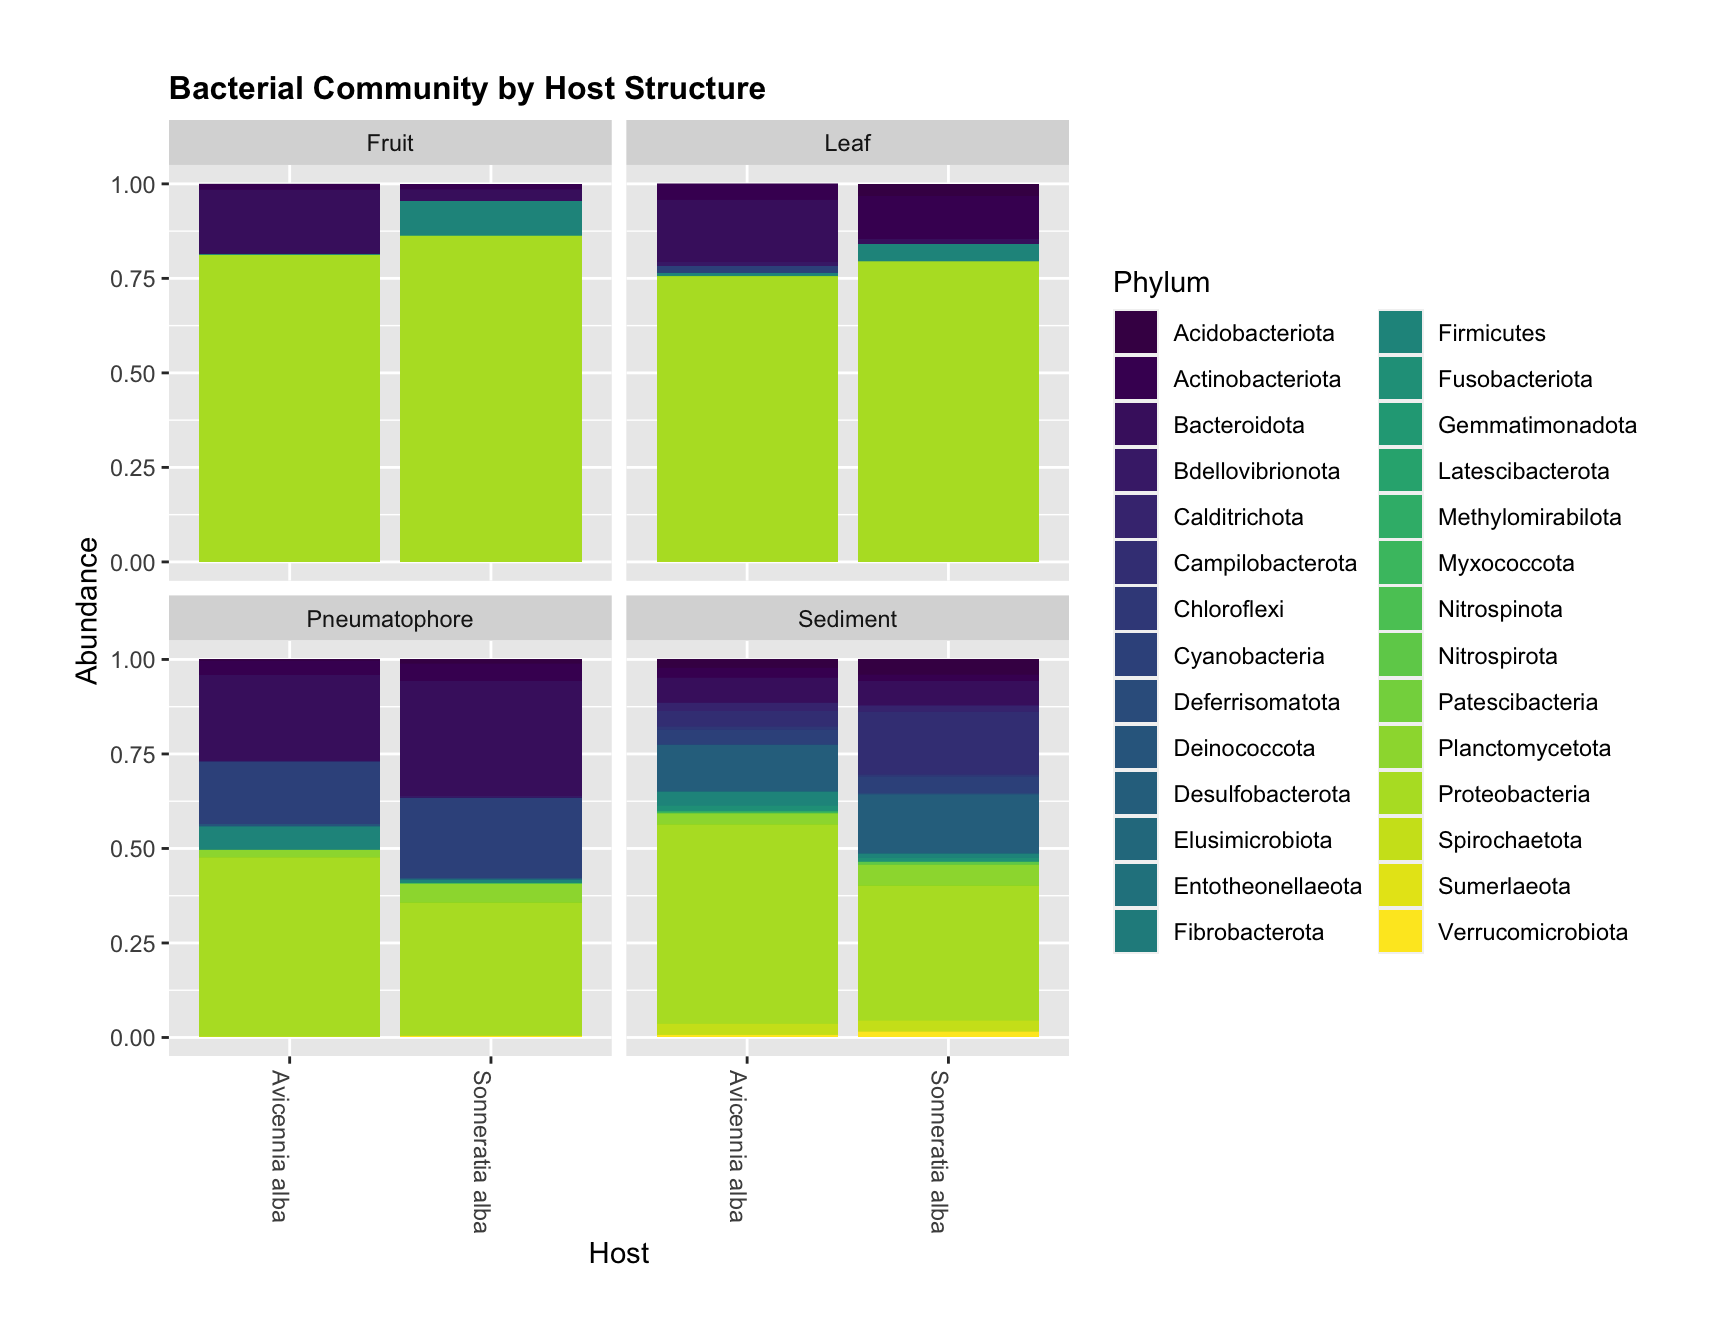 Bacterial Community by Host Structure
Fruit
Leaf
1.00
0.75
0.50
0.25
0.00
Pneumatophore
Sediment
1.00
0.75
0.50
0.25
0.00
Abundance
Avicennia alba
Sonneratia alba
Avicennia alba
Sonneratia alba
Host
Phylum
Acidobacteriota
Actinobacteriota
Bacteroidota
Bdellovibrionota
Calditrichota
Campilobacterota
Chloroflexi
Cyanobacteria
Deferrisomatota
Deinococcota
Desulfobacterota
Elusimicrobiota
Entotheonellaeota
Fibrobacterota
Firmicutes
Fusobacteriota
Gemmatimonadota
Latescibacterota
Methylomirabilota
Myxococcota
Nitrospinota
Nitrospirota
Patescibacteria
Planctomycetota
Proteobacteria
Spirochaetota
Sumerlaeota
Verrucomicrobiota